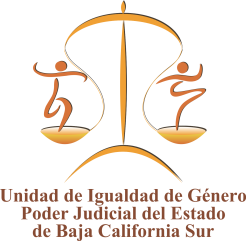 Unidad de Igualdad de Género
Poder Judicial del Estado
de Baja California Sur